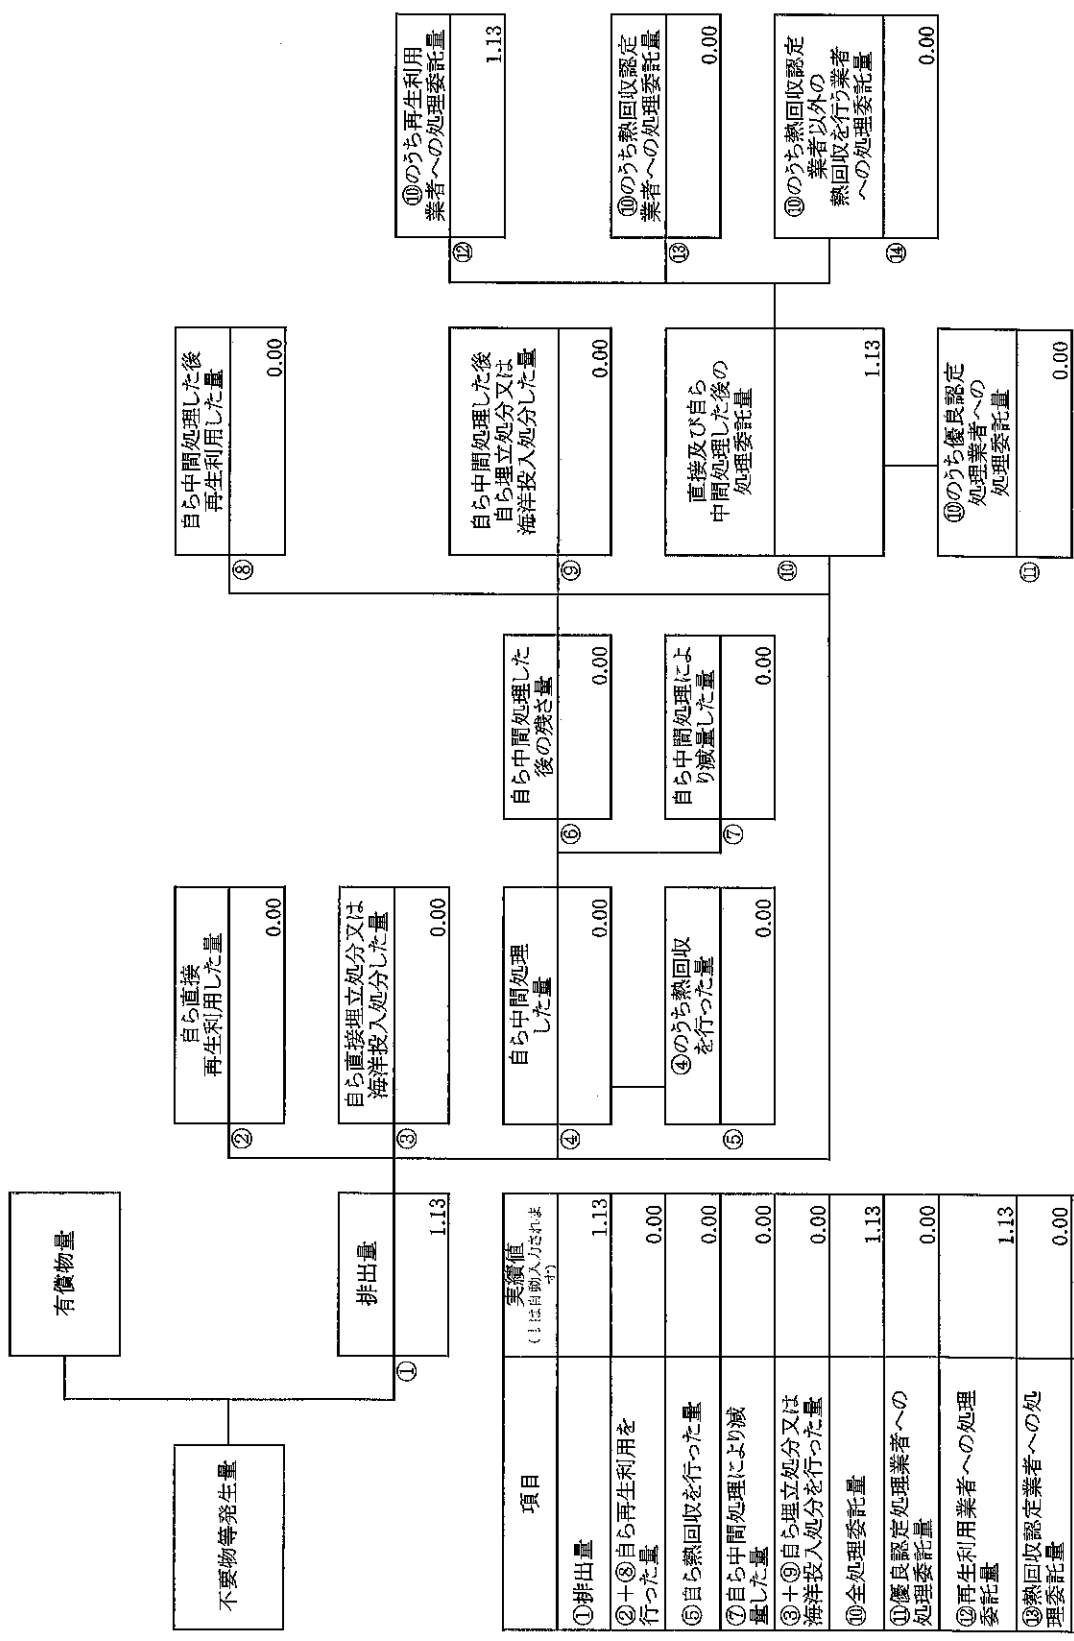 不要物等発生量
有償物量
排出量
①
1.13
自ら直接
再生利用した量
②
0.00
自ら直接埋立処分又は
海洋投入処分した量
③
0.00
自ら中間処理
した量
④
0.00
④のうち熱回収
を行った量
⑤
0.00
自ら中間処理した
後の残さ量
⑥
0.00
自ら中間処理によ
り減量した量
⑦
0.00
自ら中間処理した後
再生利用した量
⑧
0.00
自ら中間処理した後
自ら埋立処分又は
海洋投入処分した量
⑨
0.00
直接及び自ら
中間処理した後の
処理委託量
⑩
1.13
⑩のうち優良認定
処理業者への
処理委託量
⑪
0.00
⑩のうち再生利用
業者への処理委託量
⑫
1.13
⑩のうち熱回収認定
業者への処理委託量
⑬
0.00
⑩のうち熱回収認定
業者以外の
熱回収を行う業者
への処理委託量
⑭
0.00
項目
実績値
は自動入力されま
す)
①排出量
1.13
②+⑧自ら再生利用を
行った量
0.00
⑤自ら熱回収を行った量
0.00
⑦自ら中間処理により減
量した量
0.00
③+⑨自ら埋立処分又は
海洋投入処分を行った量
0.00
⑩全処理委託量
1.13
⑪優良認定処理業者への
処理委託量
0.00
⑫再生利用業者への処理
委託量
1.13
⑬熱回収認定業者への処
理委託量
0.00